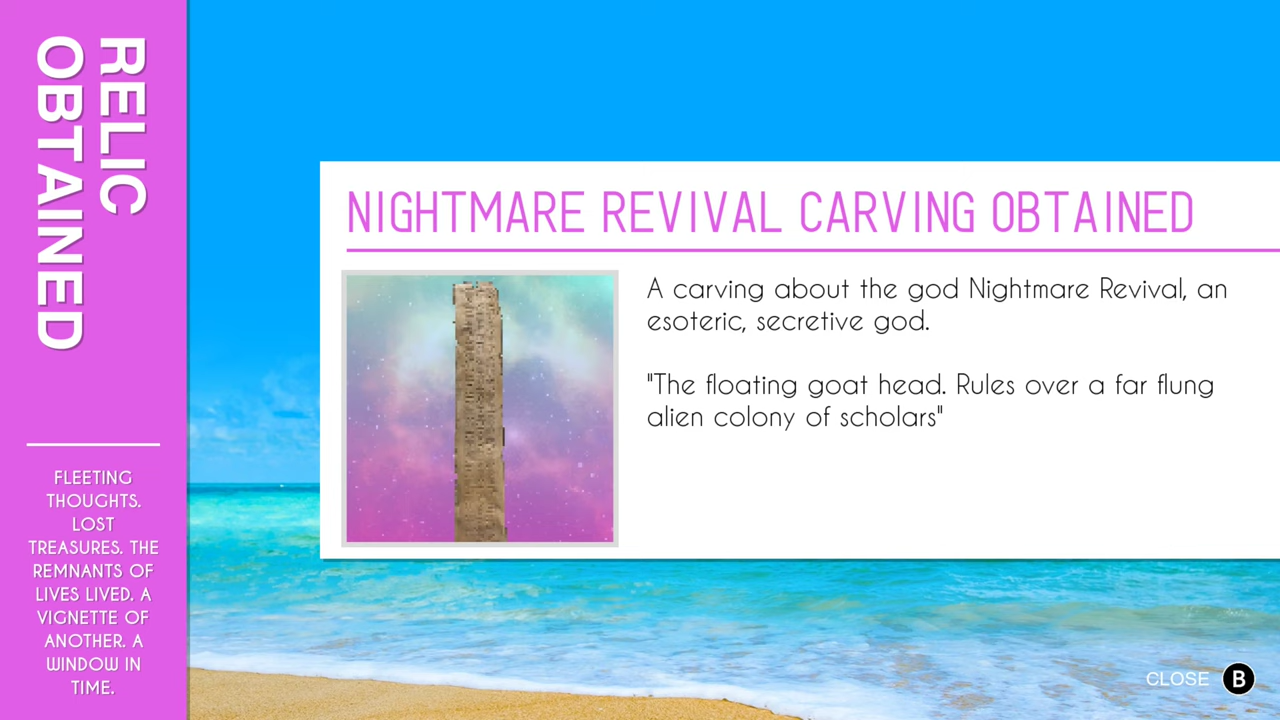 RELIC
OBTAINED
FLEETING
THOUGHTS.
LOST
TREASURES. THE
REMNANTS OF
LIVES LIVED. A
VIGNETTE OF
ANOTHER. A
WINDOW IN
TIME.
NIGHTMARE REVIVAL CARVING OBTAINED
A carving about the god Nightmare Revival, an
esoteric, secretive god.
"The floating goat head. Rules over a far flung
alien colony of scholars"
CLOSE B